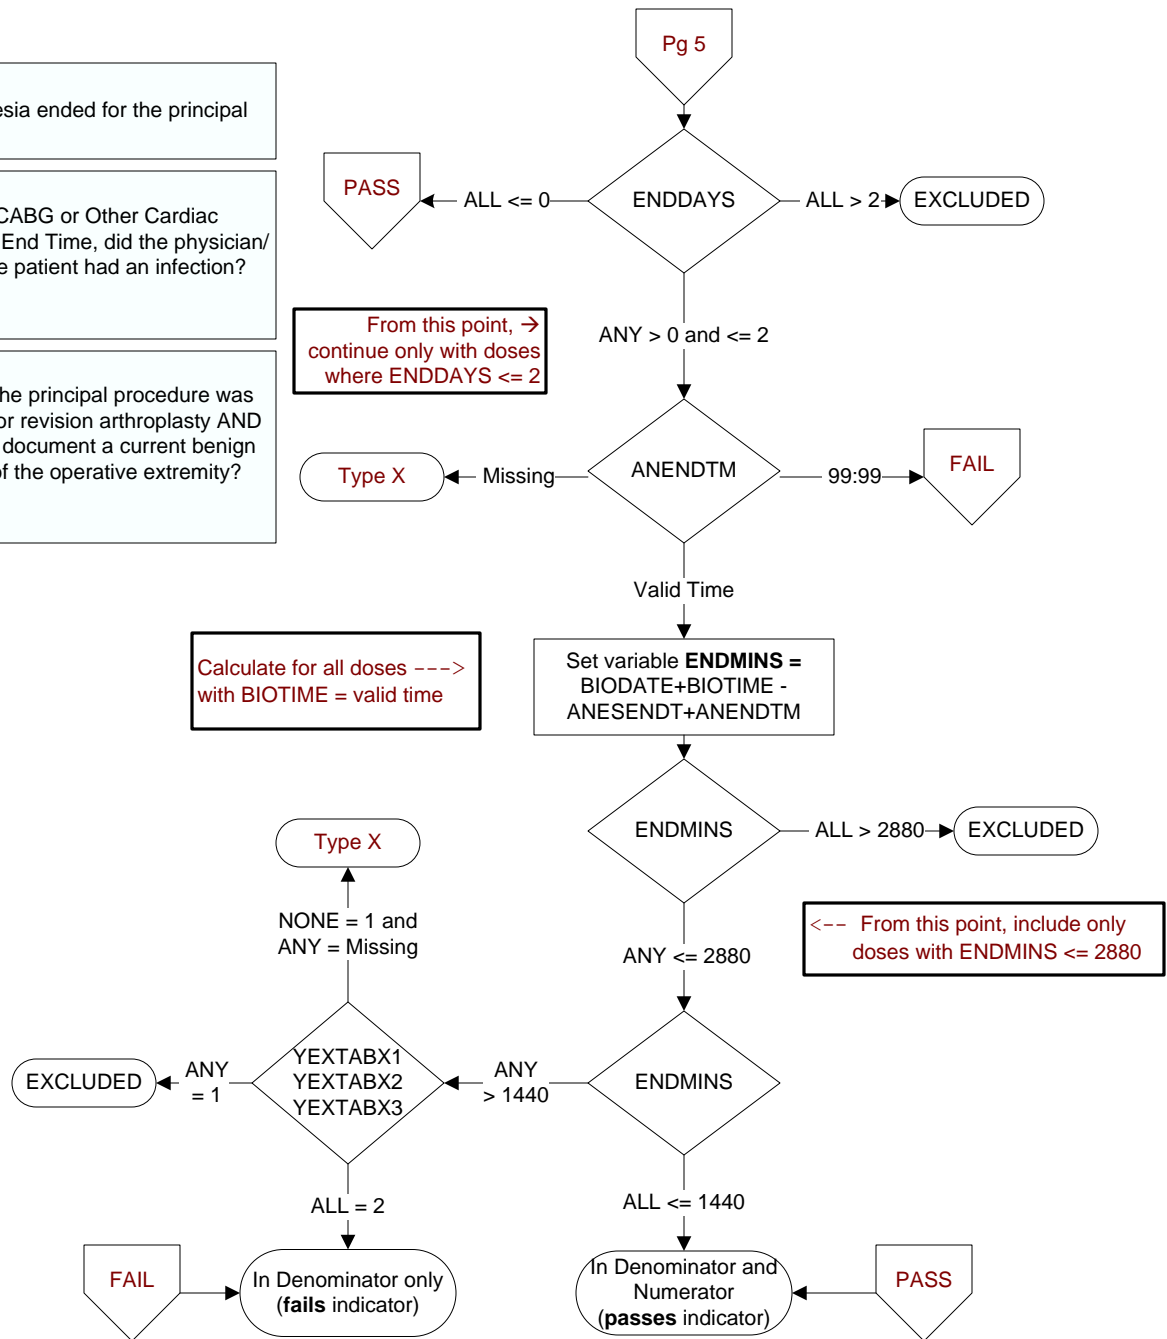 Pg 5
esia ended for the principal
PASS
ALL <= 0
ENDDAYS
ALL > 2
EXCLUDED
CABG or Other Cardiac
End Time, did the physician/
e patient had an infection?
From this point, →
continue only with doses
where ENDDAYS <= 2
ANY > 0 and <= 2
he principal procedure was
or revision arthroplasty AND
document a current benign
of the operative extremity?
Type X
Missing
ANENDTM
99:99
FAIL
Valid Time
Calculate for all doses --->
with BIOTIME = valid time
Set variable ENDMINS =
BIODATE+BIOTIME -
ANESENDT+ANENDTM
Type X
ENDMINS
ALL > 2880
EXCLUDED
NONE = 1 and
ANY = Missing
ANY <= 2880
<-- From this point, include only
doses with ENDMINS <= 2880
EXCLUDED
ANY
= 1
YEXTABX1
YEXTABX2
YEXTABX3
ANY
> 1440
ENDMINS
ALL = 2
ALL <= 1440
FAIL
In Denominator only
(fails indicator)
In Denominator and
Numerator
(passes indicator)
PASS